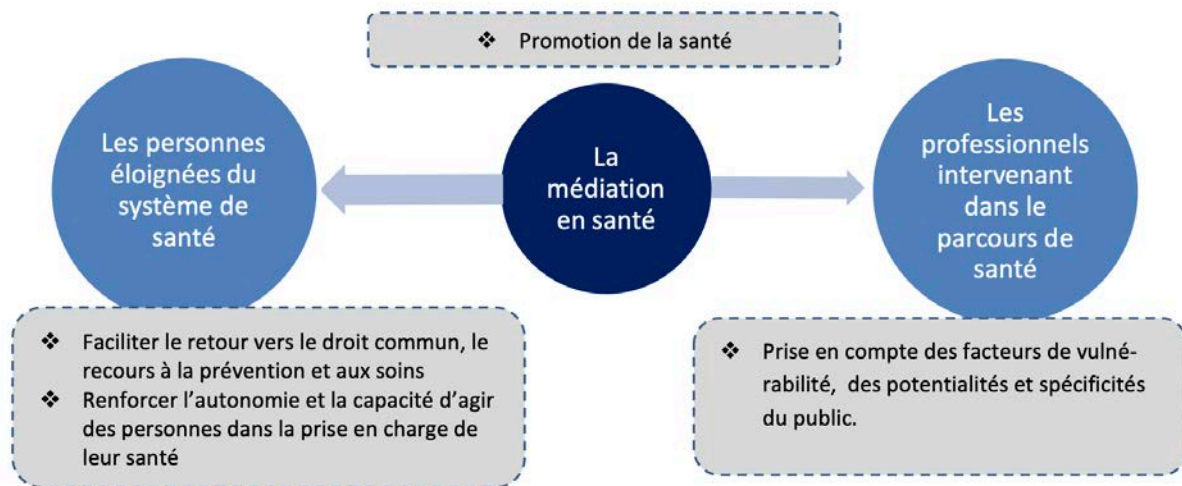 ❖ Promotion de la santé
Les personnes
éloignées du
système de
santé
La
médiation
en santé
Les
professionnels
intervenant
dans le
parcours de
santé
❖ Faciliter le retour vers le droit commun, le
recours à la prévention et aux soins
❖ Renforcer l’autonomie et la capacité d’agir
des personnes dans la prise en charge de
leur santé
❖ Prise en compte des facteurs de vulné-
rabilité, des potentialités et spécificités
du public.